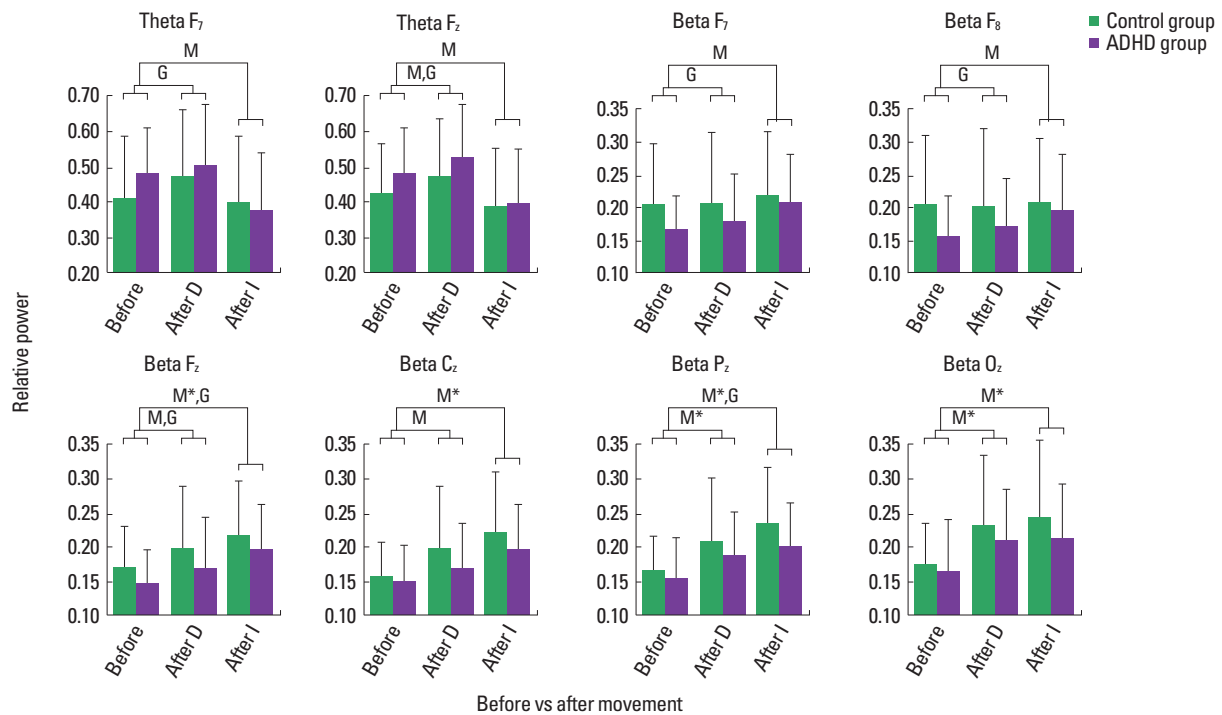 Theta F₇
Theta F𝓏
Beta F₇
Beta F₈
Control group
ADHD group
M
G
0.70
0.60
0.50
0.40
0.30
0.20
Before
After D
After I
M
M,G
0.70
0.60
0.50
0.40
0.30
0.20
Before
After D
After I
M
G
0.35
0.30
0.25
0.20
0.15
0.10
Before
After D
After I
M
G
0.35
0.30
0.25
0.20
0.15
0.10
Before
After D
After I
Relative power
Beta Fz
M*,G
M,G
0.35
0.30
0.25
0.20
0.15
0.10
Before
After D
After I
Beta Cz
M*
M
0.35
0.30
0.25
0.20
0.15
0.10
Before
After D
After I
Beta Pz
M*,G
M*
0.35
0.30
0.25
0.20
0.15
0.10
Before
After D
After I
Beta Oz
M*
M*
0.35
0.30
0.25
0.20
0.15
0.10
Before
After D
After I
Before vs after movement